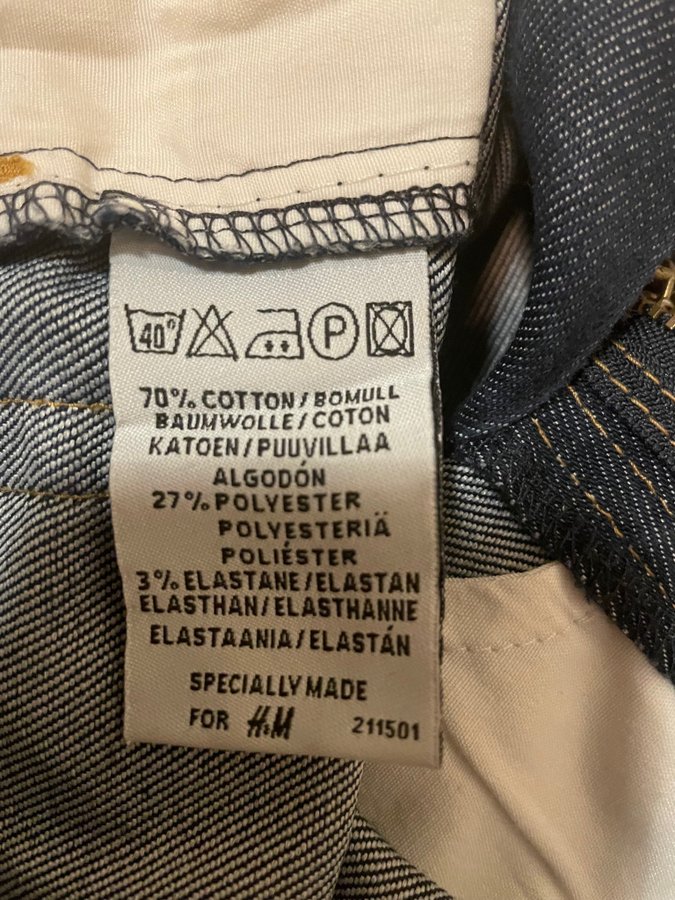 40° P
70% COTTON/BOMULL
BAUMWOLLE/COTON
KATOEN/PUUVILLAA
ALGODÓN
27% POLYESTER
POLYESTERIÄ
POLIÉSTER
3% ELASTANE/ELASTAN
ELASTHAN/ELASTHANNE
ELASTAANIA/ELASTÁN
SPECIALLY MADE
FOR H&M 211501